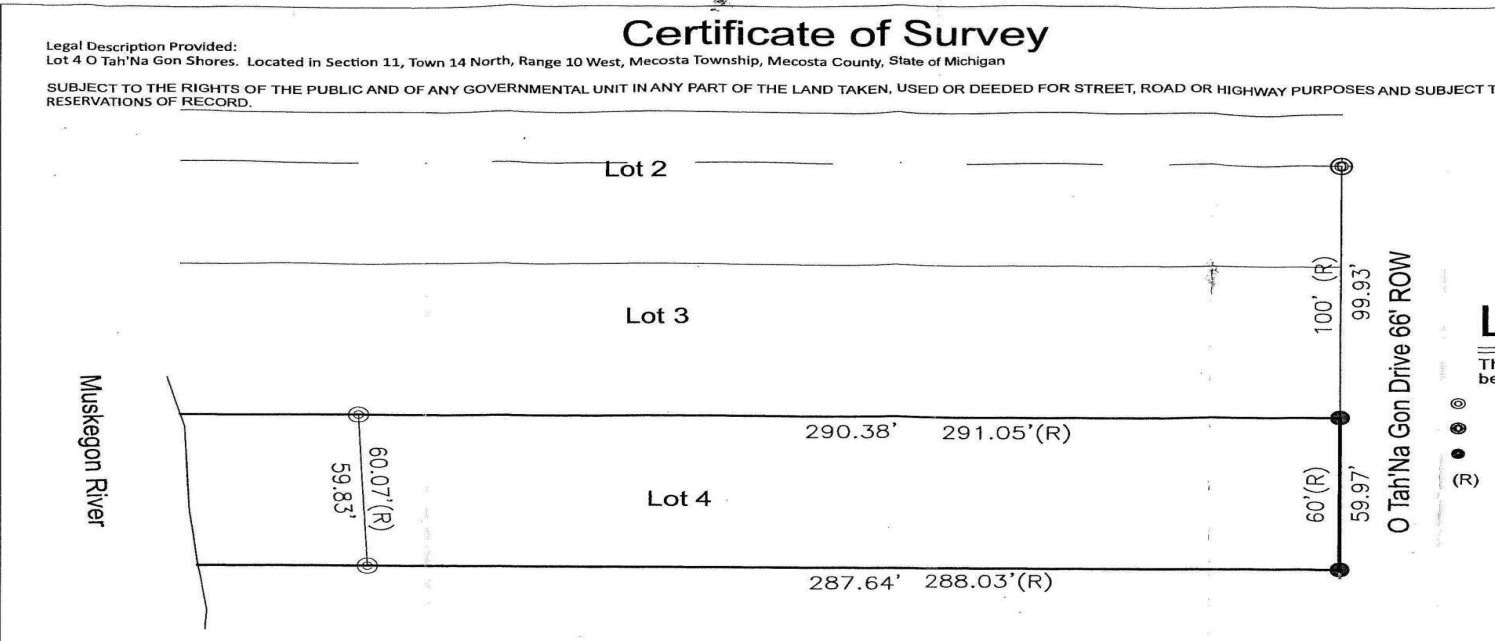 Certificate of Survey
Legal Description Provided:
Lot 4 O Tah'Na Gon Shores. Located in Section 11, Town 14 North, Range 10 West, Mecosta Township, Mecosta County, State of Michigan
SUBJECT TO THE RIGHTS OF THE PUBLIC AND OF ANY GOVERNMENTAL UNIT IN ANY PART OF THE LAND TAKEN, USED OR DEEDED FOR STREET, ROAD OR HIGHWAY PURPOSES AND SUBJECT
RESERVATIONS OF RECORD.
Lot 2
100' (R)
99.93'
Lot 3
O Tah'Na Gon Drive 66' ROW
Muskegon River
290.38' 291.05'(R)
60.07'(R)
59.83'
Lot 4
60'(R)
59.97'
(R)
287.64' 288.03'(R)